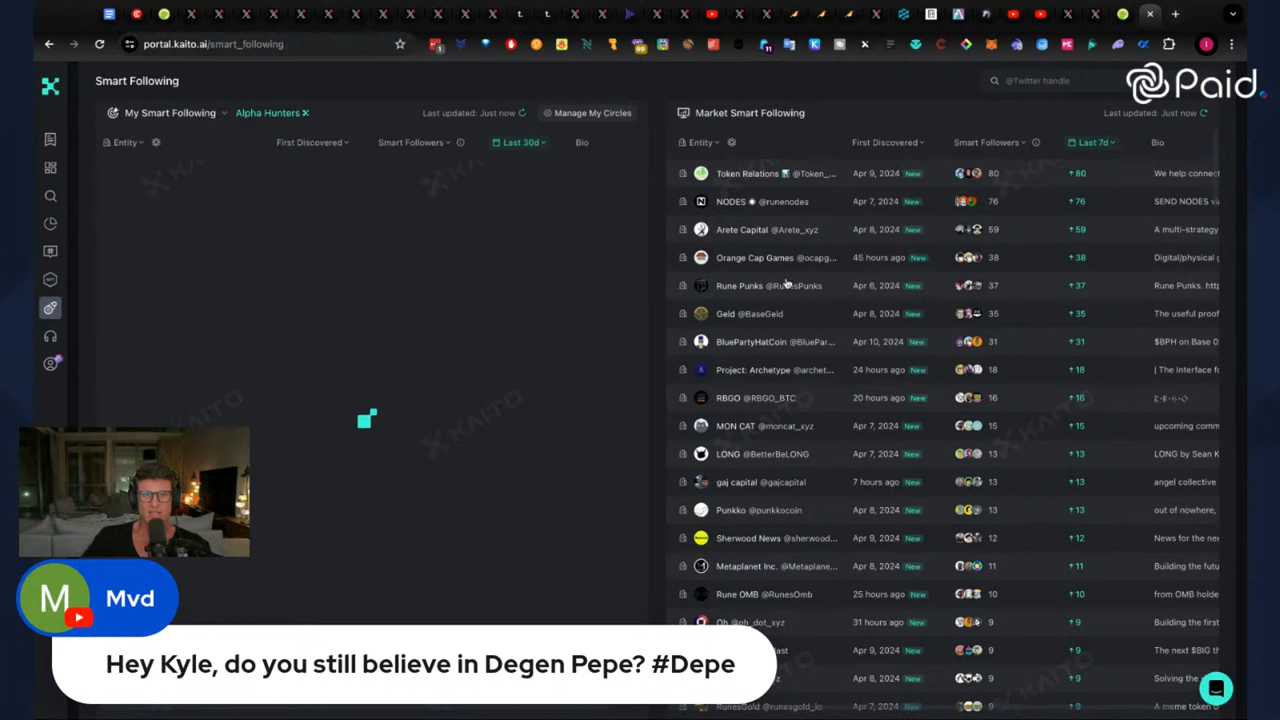 portal.kaito.ai/smart_following
Smart Following
@Twitter handle
Paid.
My Smart Following
Alpha Hunters
Last updated: Just now
Manage My Circles
Entity
First Discovered
Smart Followers
Last 30d
Bio
Market Smart Following
Last updated: Just now
Entity
First Discovered
Smart Followers
Last 7d
Bio
Token Relations @Token_... Apr 9, 2024 New 80 ↑80 We help connect
NODES @runenodes Apr 7, 2024 New 76 ↑76 SEND NODES
Arete Capital @Arete_xyz Apr 8, 2024 New 59 ↑59 A multi-strategy
Orange Cap Games @ocapg... 45 hours ago New 38 ↑38 Digital/physical
Rune Punks @RunesPunks Apr 6, 2024 New 37 ↑37 Rune Punks.
Geld @BaseGeld Apr 8, 2024 New 35 ↑35 The useful proof
BluePartyHatCoin @BluePar... Apr 10, 2024 New 31 ↑31 $BPH on Base
Project: Archetype @archet... 24 hours ago New 18 ↑18 | The Interface
RBGO @RBGO_BTC 20 hours ago New 16 ↑16
MON CAT @moncat_xyz Apr 7, 2024 New 15 ↑15 upcoming comm
LONG @BetterBeLONG Apr 7, 2024 New 13 ↑13 LONG by Sean K
gaj capital @gajcapital 7 hours ago New 13 ↑13 angel collective
Punkko @punkkocoin Apr 8, 2024 New 13 ↑13 out of nowhere,
Sherwood News @sherwood... Apr 9, 2024 New 12 ↑12 News for the nex
Metaplanet Inc. @Metaplane... Apr 8, 2024 New 11 ↑11 Building the futu
Rune OMB @RunesOmb 25 hours ago New 10 ↑10 from OMB holde
Oh @oh_dot_xyz 31 hours ago New 9 ↑9 Building the first
9 ↑9 The next $BIG
9 ↑9 Solving the
RunesGold @runesgold_io 9 A meme token
KAITO
KAITO
M
Mvd
Hey Kyle, do you still believe in Degen Pepe? #Depe